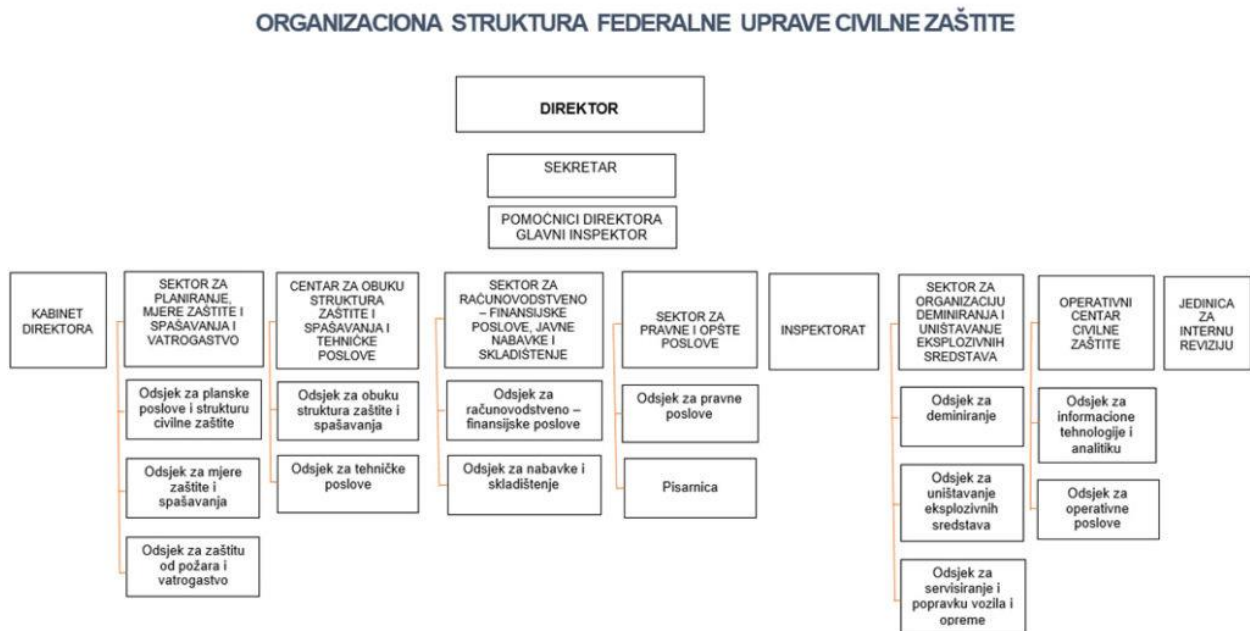 ORGANIZACIONA STRUKTURA FEDERALNE UPRAVE CIVILNE ZAŠTITE
DIREKTOR
SEKRETAR
POMOĆNICI DIREKTORA
GLAVNI INSPEKTOR
KABINET
DIREKTORA
SEKTOR ZA
PLANIRANJE,
MJERE ZAŠTITE I
SPAŠAVANJA I
VATROGASTVO
Odsjek za planske
poslove i strukturu
civilne zaštite
Odsjek za mjere
zaštite i
spašavanja
Odsjek za zaštitu
od požara i
vatrogastvo
CENTAR ZA OBUKU
STRUKTURA
ZAŠTITE I
SPAŠAVANJA I
TEHNIČKE
POSLOVE
Odsjek za obuku
struktura zaštite i
spašavanja
Odsjek za tehničke
poslove
SEKTOR ZA
RAČUNOVODSTVENO
– FINANSIJSKE
POSLOVE, JAVNE
NABAVKE I
SKLADIŠTENJE
Odsjek za
računovodstveno –
finansijske poslove
Odsjek za nabavke i
skladištenje
SEKTOR ZA
PRAVNE I OPŠTE
POSLOVE
Odsjek za pravne
poslove
Pisarnica
INSPEKTORAT
SEKTOR ZA
ORGANIZACIJU
DEMINIRANJA I
UNIŠTAVANJE
EKSPLOZIVNIH
SREDSTAVA
Odsjek za
deminiranje
Odsjek za
uništavanje
eksplozivnih
sredstava
Odsjek za
servisiranje i
popravku vozila i
opreme
OPERATIVNI
CENTAR
CIVILNE
ZAŠTITE
Odsjek za
informacione
tehnologije i
analitiku
Odsjek za
operativne
poslove
JEDINICA
ZA
INTERNU
REVIZIJU